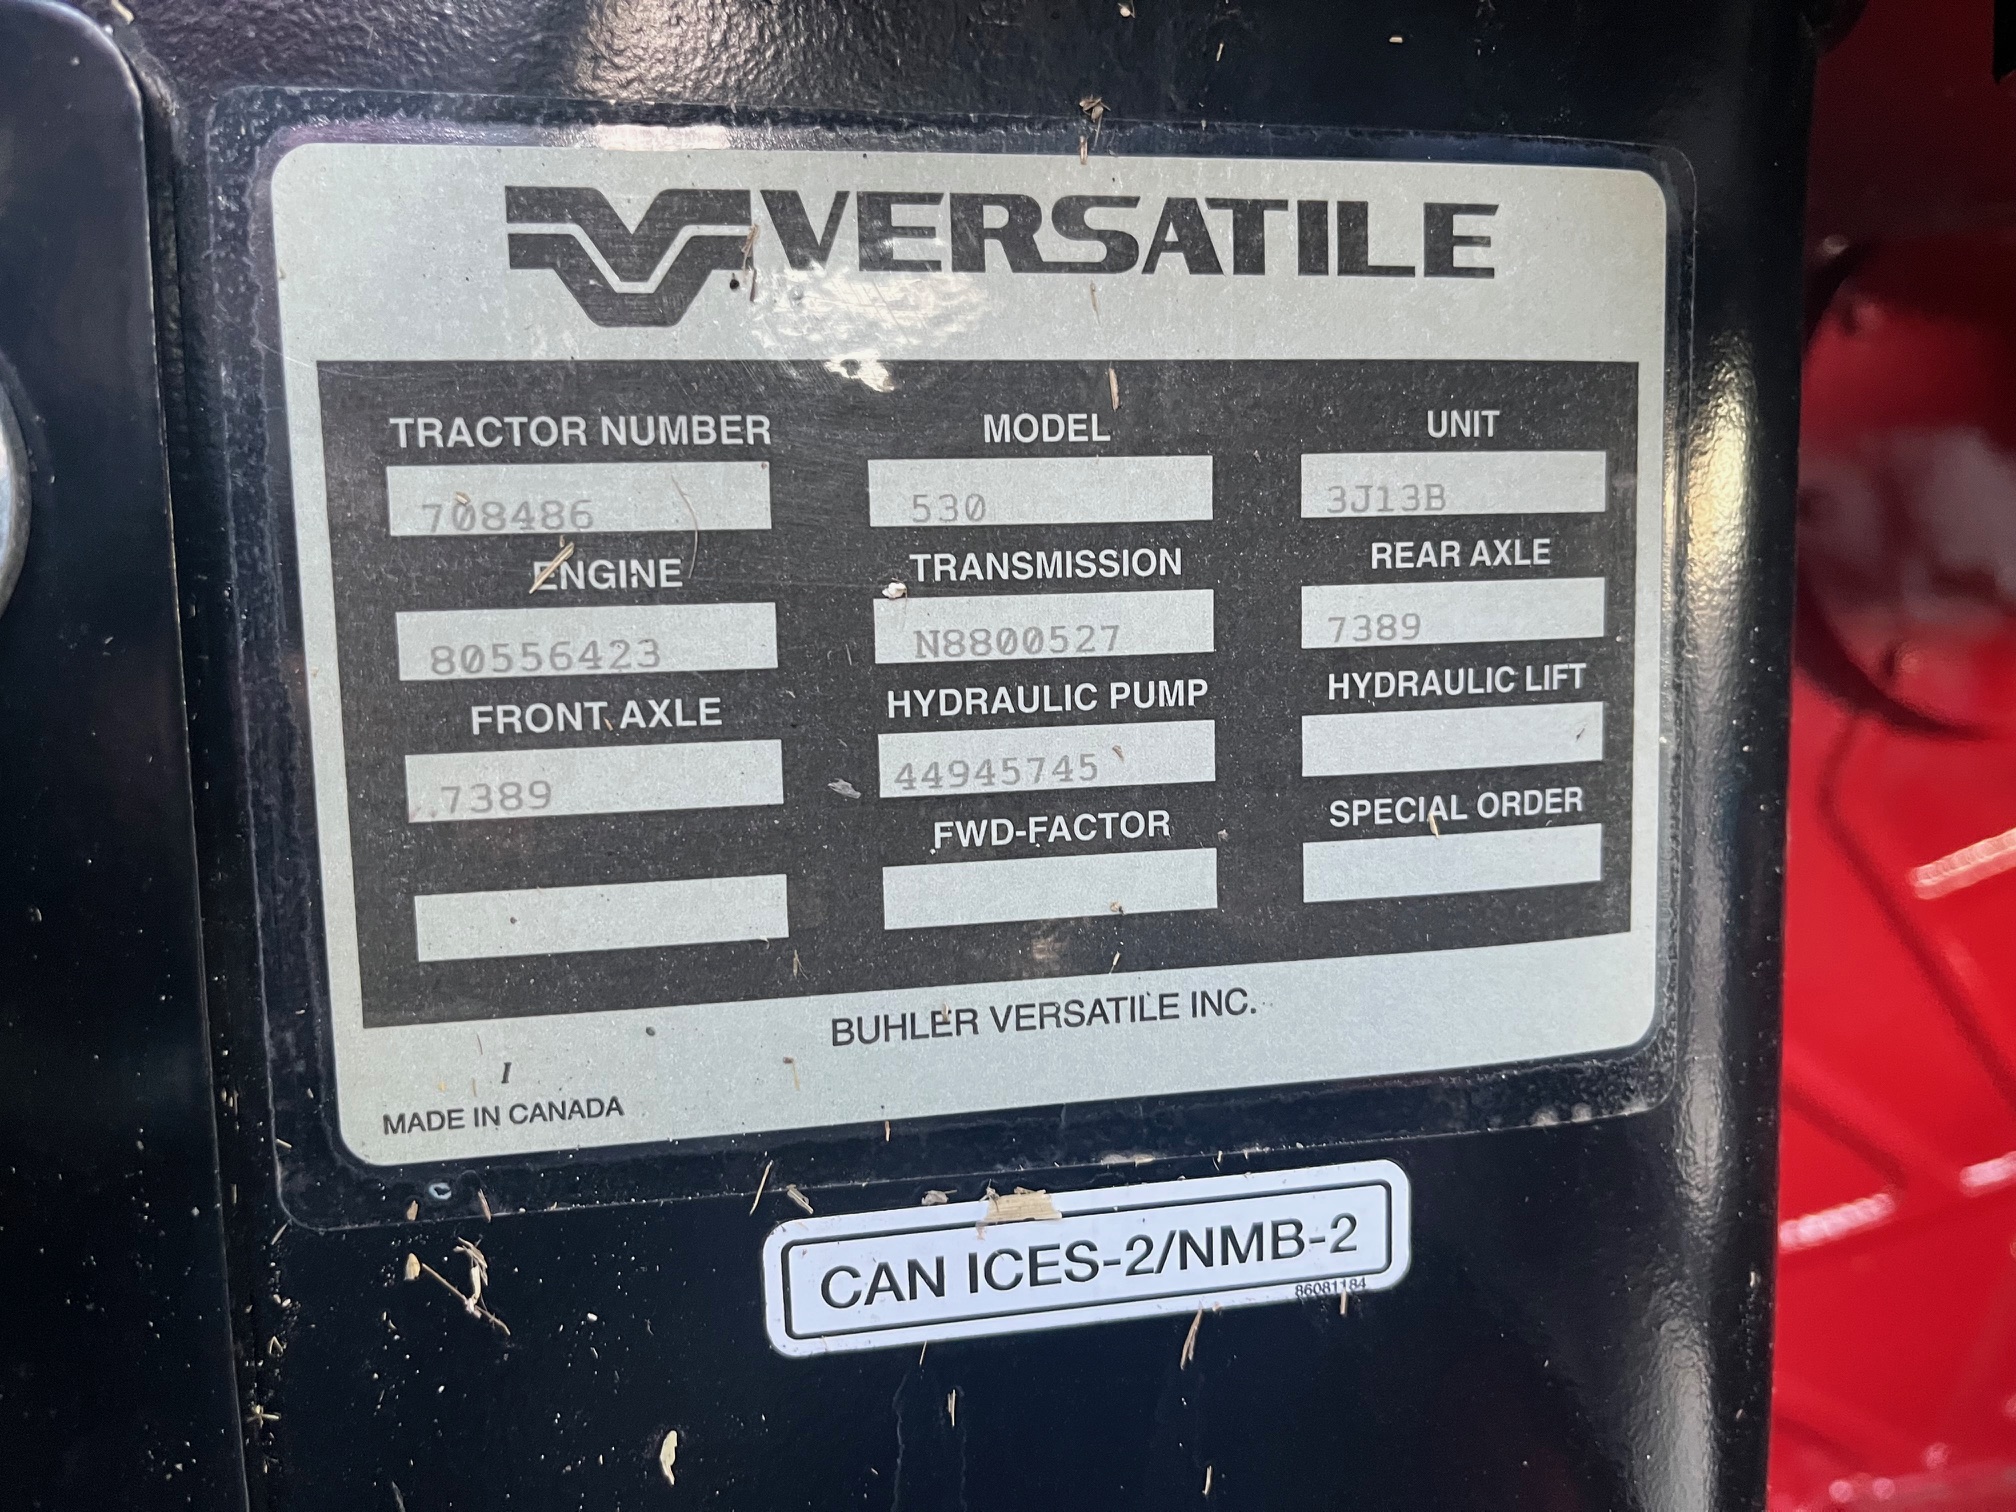 VERSATILE
TRACTOR NUMBER MODEL UNIT
708486 530 3J13B
ENGINE TRANSMISSION REAR AXLE
80556423 N8800527 7389
FRONT AXLE HYDRAULIC PUMP HYDRAULIC LIFT
7389 44945745
FWD-FACTOR SPECIAL ORDER
BUHLER VERSATILE INC.
I
MADE IN CANADA
CAN ICES-2/NMB-2
86081184